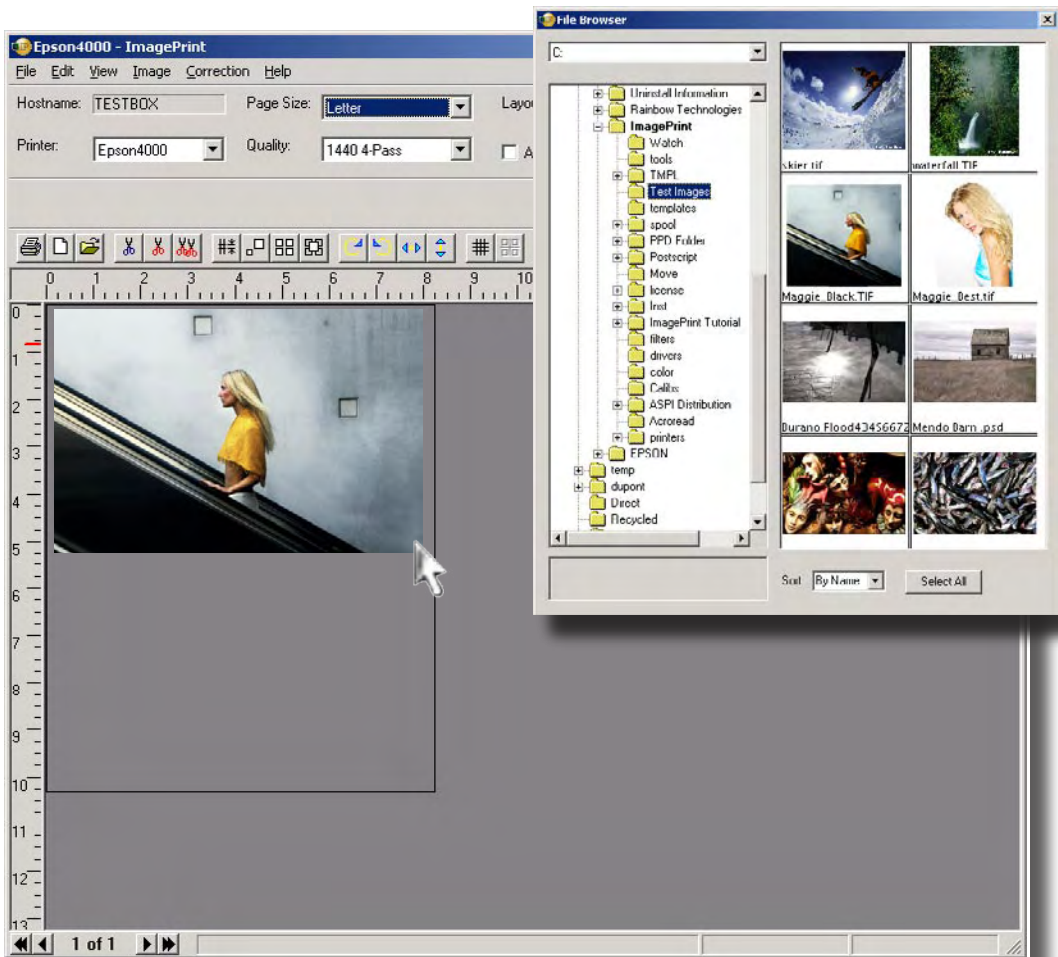 Epson4000 - ImagePrint
File Edit View Image Correction Help
Hostname: TESTBOX Page Size: Letter Layou
Printer: Epson4000 Quality: 1440 4-Pass A
0 1 2 3 4 5 6 7 8 9 10
0
1
2
3
4
5
6
7
8
9
10
11
12
13
1 of 1
File Browser
C:
Uninstall Information
Rainbow Technologies
ImagePrint
Watch
tools
TMPL
Test Images
templates
spool
PPD Folder
Postscript
Move
license
Inst
ImagePrint Tutorial
filters
drivers
color
Calibs
ASPI Distribution
Acroread
printers
EPSON
temp
dupont
Direct
Recycled
skier tif
waterfall TIF
Maggie_Black.TIF
Maggie_Best.tif
Burano Flood43456672
Mendo Barn .psd
Sort By Name Select All